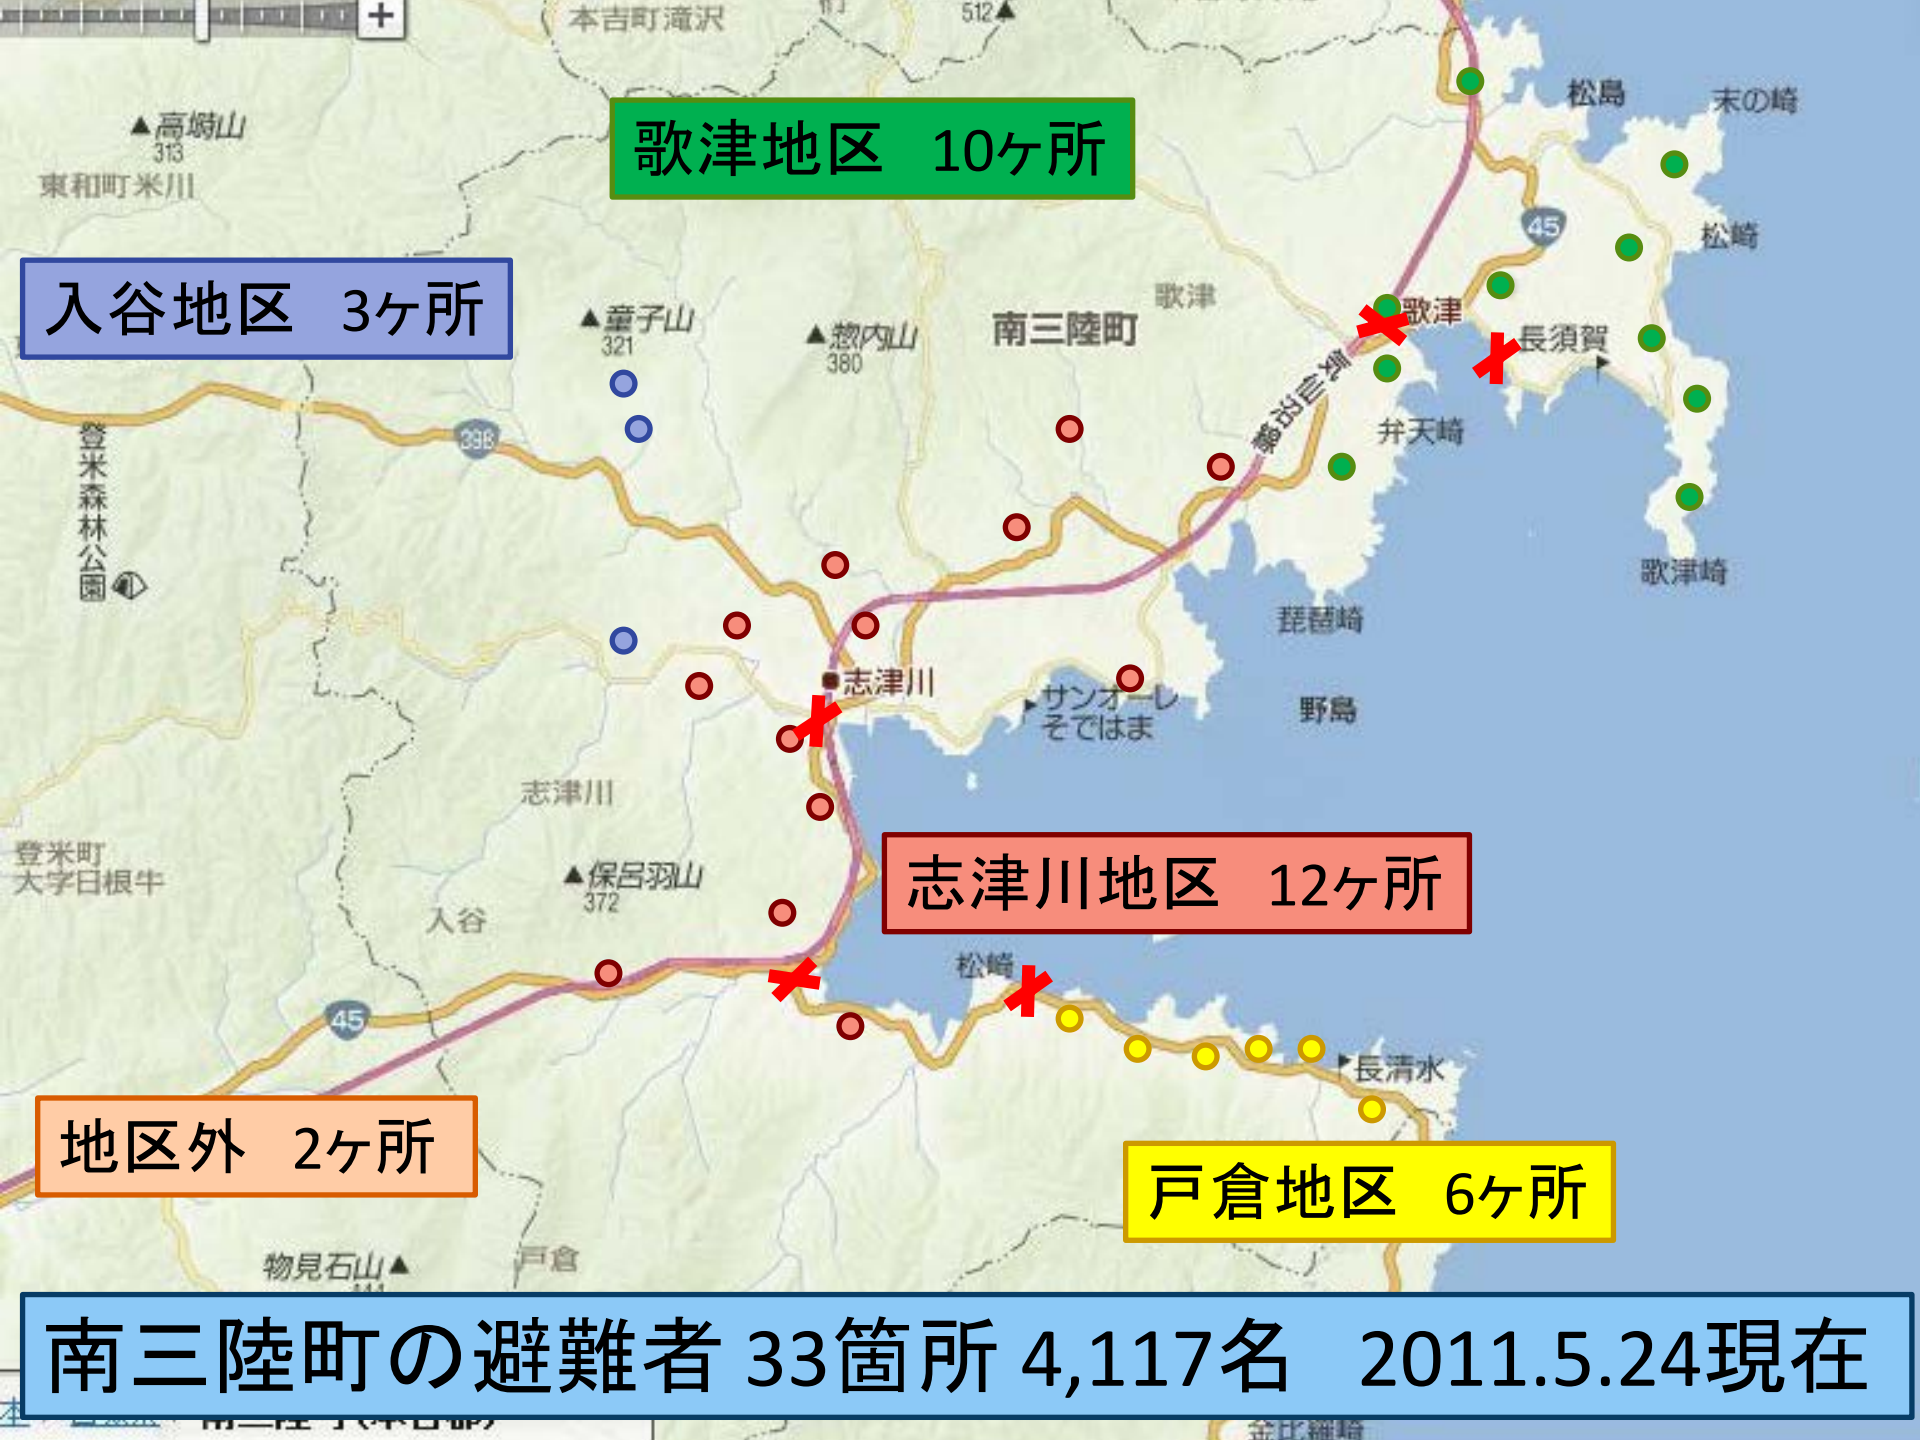 +
本吉町滝沢
512
松島
末の崎
高塒山
313
東和町米川
歌津地区 10ヶ所
45
松崎
入谷地区 3ヶ所
童子山
321
惣内山
380
南三陸町
歌津
歌津
長須賀
気仙沼線
弁天崎
398
登米森林公園
歌津崎
琵琶崎
志津川
サンオーレ
そではま
野島
志津川
登米町
大字日根牛
保呂羽山
372
入谷
志津川地区 12ヶ所
松崎
45
長清水
地区外 2ヶ所
戸倉地区 6ヶ所
物見石山
戸倉
南三陸町の避難者 33箇所 4,117名 2011.5.24現在